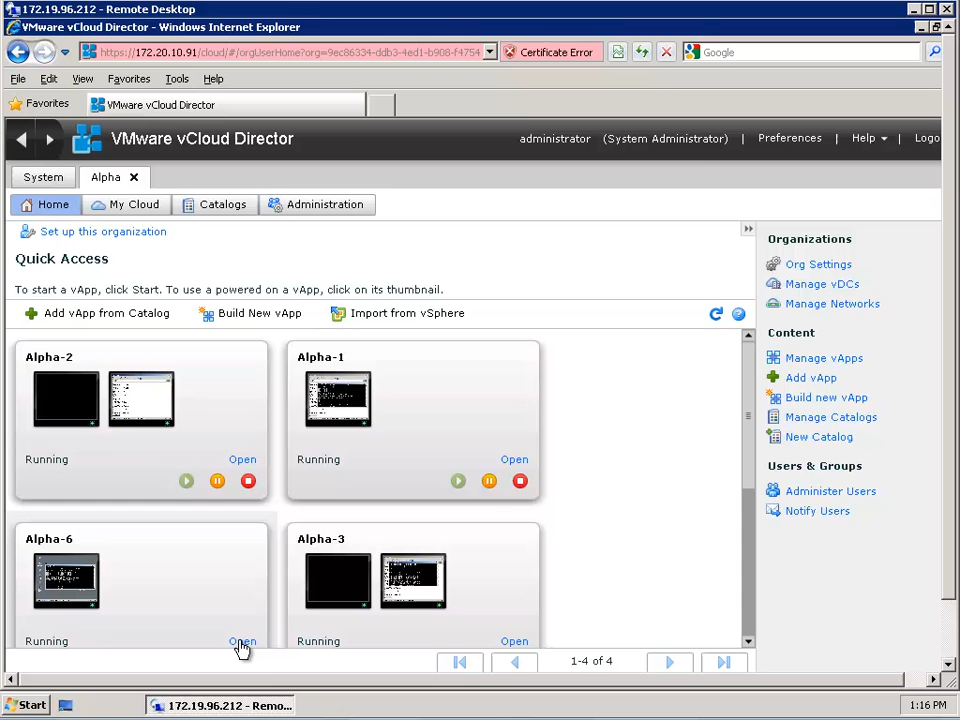 172.19.96.212 - Remote Desktop
VMware vCloud Director - Windows Internet Explorer
https://172.20.10.91/cloud/#/orgUserHome?org=9ec86334-ddb3-4ed1-b908-f4754
Certificate Error
Google
File Edit View Favorites Tools Help
Favorites
VMware vCloud Director
VMware vCloud Director
administrator (System Administrator) | Preferences | Help | Logo
System
Alpha
Home
My Cloud
Catalogs
Administration
Set up this organization
Quick Access
To start a vApp, click Start. To use a powered on a vApp, click on its thumbnail.
Add vApp from Catalog
Build New vApp
Import from vSphere
Alpha-2
Running
Open
Alpha-1
Running
Open
Alpha-6
Running
Open
Alpha-3
Running
Open
1-4 of 4
Organizations
Org Settings
Manage vDCs
Manage Networks
Content
Manage vApps
Add vApp
Build new vApp
Manage Catalogs
New Catalog
Users & Groups
Administer Users
Notify Users
Start
172.19.96.212 - Remo...
1:16 PM